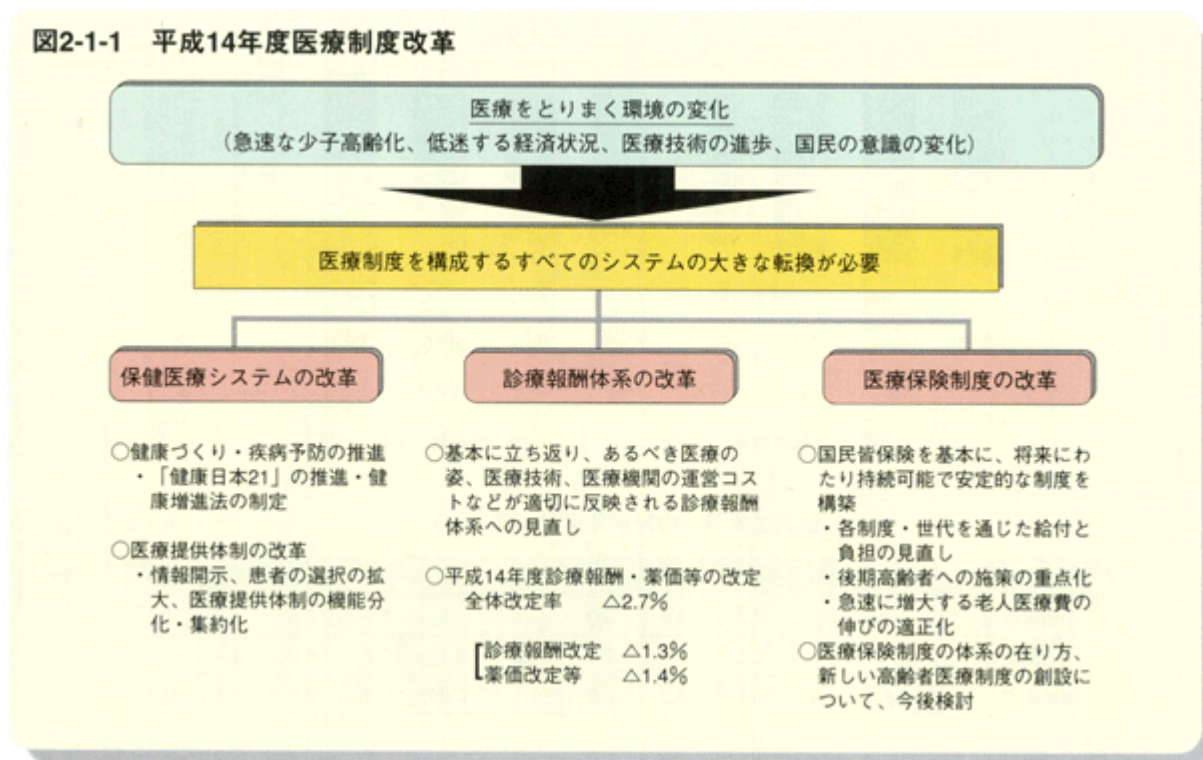 図2-1-1 平成14年度医療制度改革
医療をとりまく環境の変化
(急速な少子高齢化、低迷する経済状況、医療技術の進歩、国民の意識の変化)
医療制度を構成するすべてのシステムの大きな転換が必要
保健医療システムの改革
○健康づくり・疾病予防の推進
・「健康日本21」の推進・健
康増進法の制定
○医療提供体制の改革
・情報開示、患者の選択の拡
大、医療提供体制の機能分
化・集約化
診療報酬体系の改革
○基本に立ち返り、あるべき医療の
姿、医療技術、医療機関の運営コス
トなどが適切に反映される診療報酬
体系への見直し
○平成14年度診療報酬・薬価等の改定
全体改定率 △2.7%
診療報酬改定 △1.3%
薬価改定等 △1.4%
医療保険制度の改革
○国民皆保険を基本に、将来にわ
たり持続可能で安定的な制度を
構築
・各制度・世代を通じた給付と
負担の見直し
・後期高齢者への施策の重点化
・急速に増大する老人医療費の
伸びの適正化
○医療保険制度の体系の在り方、
新しい高齢者医療制度の創設に
ついて、今後検討